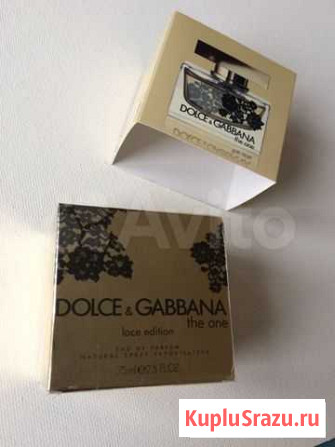 DOLCE & GABBANA
the one
Avito
DOLCE & GABBANA
the one
lace edition
EAU DE PARFUM
NATURAL SPRAY VAPORISATEUR
75ml℮2.5 FL.OZ.
KupluSrazu.ru